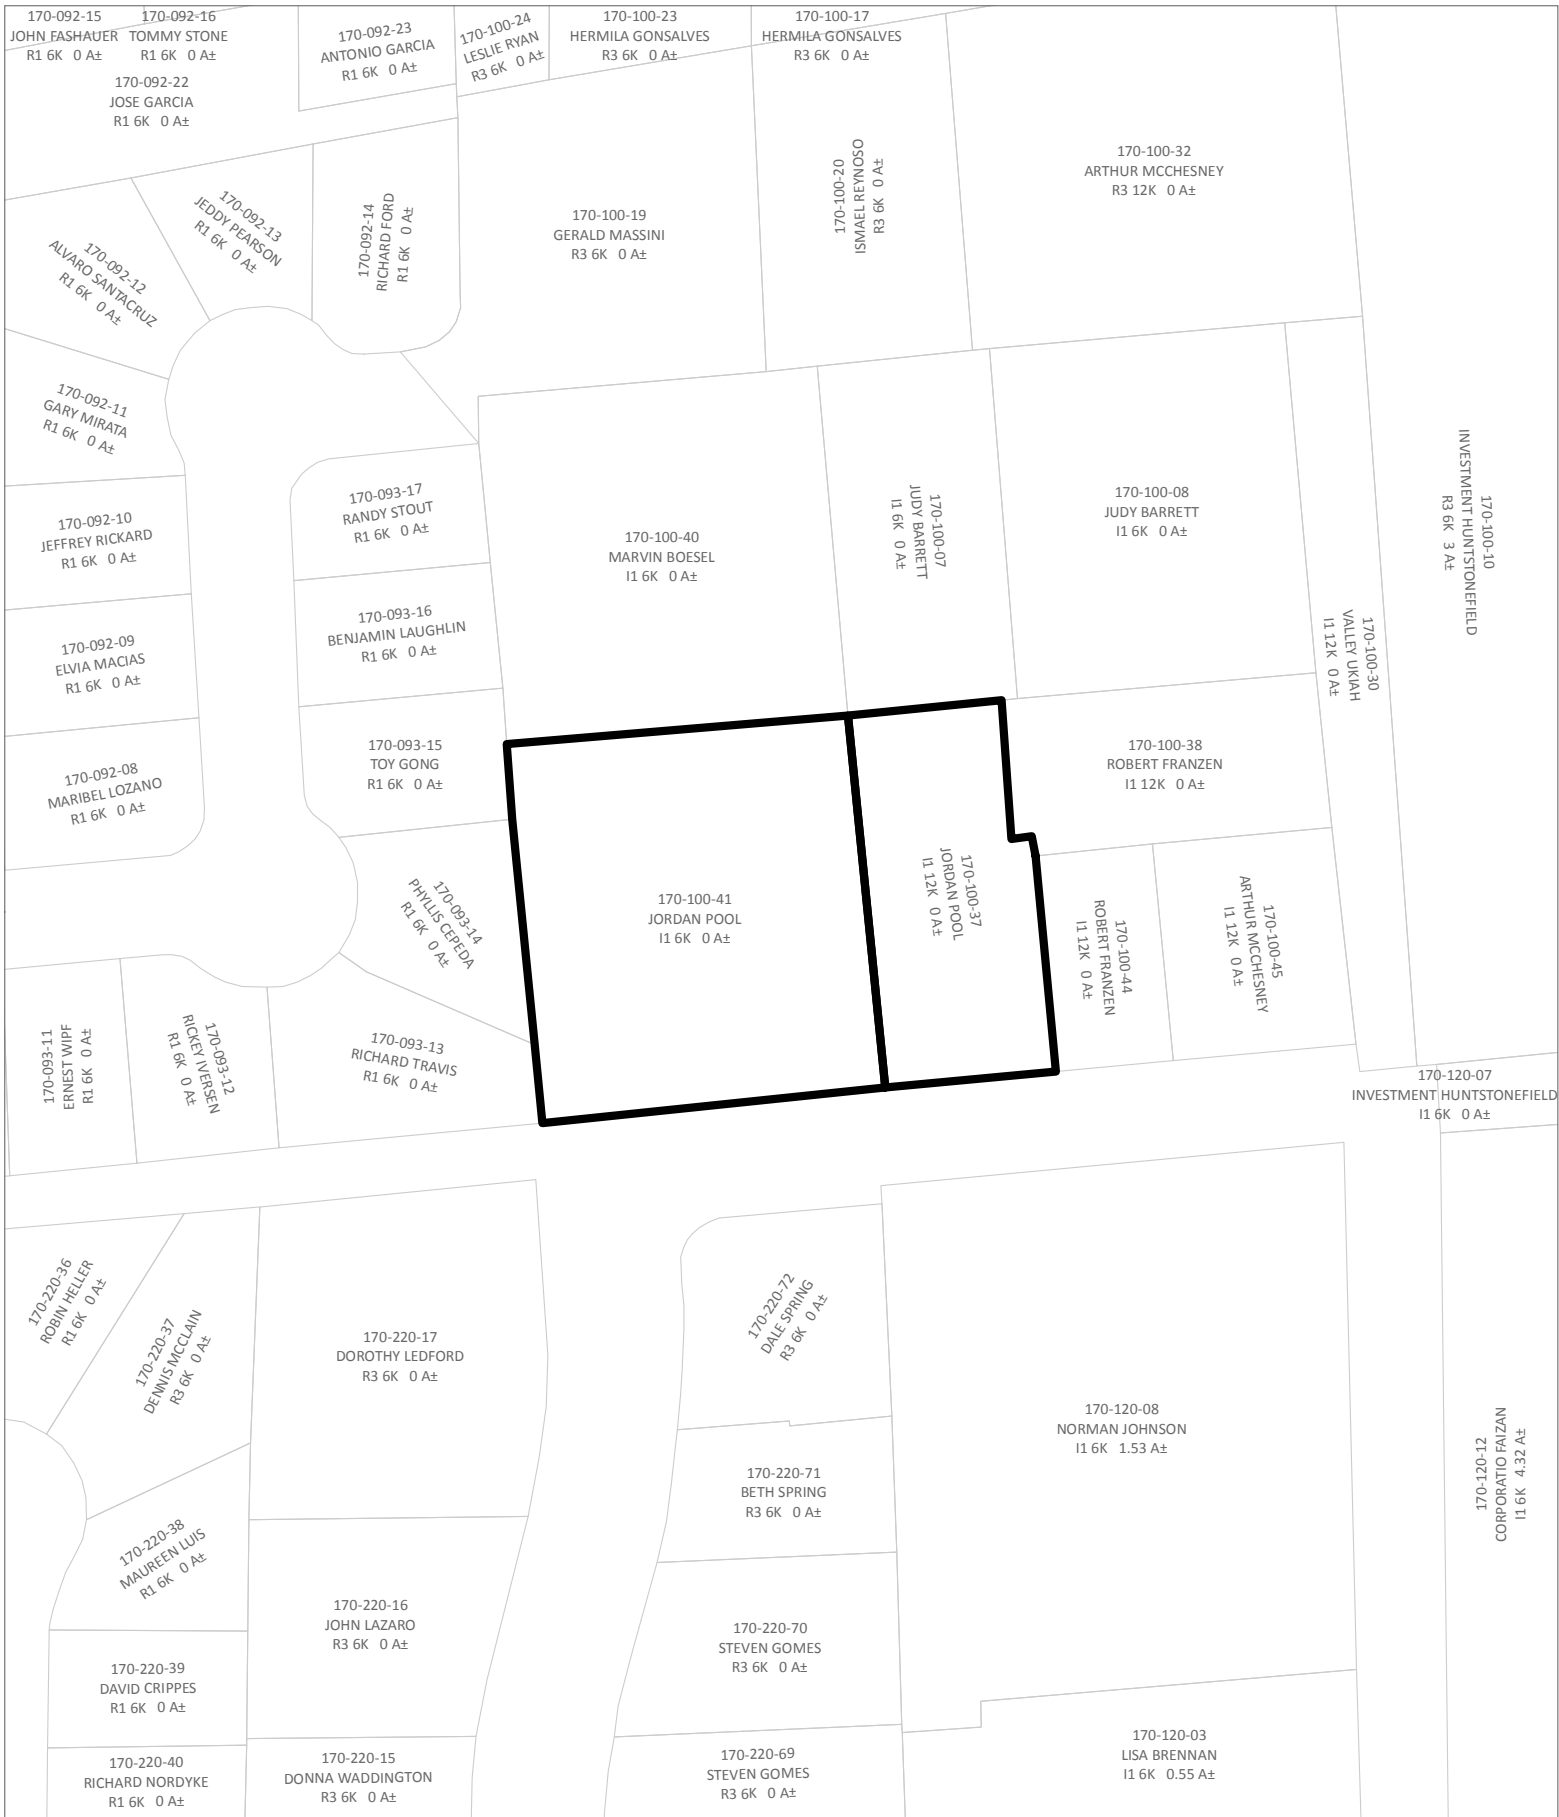 170-092-15
JOHN FASHAUER
R1 6K 0 A±
170-092-16
TOMMY STONE
R1 6K 0 A±
170-092-22
JOSE GARCIA
R1 6K 0 A±
170-092-23
ANTONIO GARCIA
R1 6K 0 A±
170-100-24
LESLIE RYAN
R3 6K 0 A±
170-100-23
HERMILA GONSALVES
R3 6K 0 A±
170-100-17
HERMILA GONSALVES
R3 6K 0 A±
170-092-12
ALVARO SANTACRUZ
R1 6K 0 A±
170-092-13
JEDDY PEARSON
R1 6K 0 A±
170-092-14
RICHARD FORD
R1 6K 0 A±
170-100-19
GERALD MASSINI
R3 6K 0 A±
170-100-20
ISMAEL REYNOSO
R3 6K 0 A±
170-100-32
ARTHUR MCCHESNEY
R3 12K 0 A±
170-092-11
GARY MIRATA
R1 6K 0 A±
170-092-10
JEFFREY RICKARD
R1 6K 0 A±
170-093-17
RANDY STOUT
R1 6K 0 A±
170-100-40
MARVIN BOESEL
I1 6K 0 A±
170-100-07
JUDY BARRETT
I1 6K 0 A±
170-100-08
JUDY BARRETT
I1 6K 0 A±
170-100-10
INVESTMENT HUNTSTONEFIELD
R3 6K 3 A±
170-092-09
ELVIA MACIAS
R1 6K 0 A±
170-093-16
BENJAMIN LAUGHLIN
R1 6K 0 A±
170-100-30
VALLEY UKIAH
I1 12K 0 A±
170-092-08
MARIBEL LOZANO
R1 6K 0 A±
170-093-15
TOY GONG
R1 6K 0 A±
170-100-38
ROBERT FRANZEN
I1 12K 0 A±
170-093-14
PHYLLIS CEPEDA
R1 6K 0 A±
170-100-41
JORDAN POOL
I1 6K 0 A±
170-100-37
JORDAN POOL
I1 12K 0 A±
170-100-44
ROBERT FRANZEN
I1 12K 0 A±
170-100-45
ARTHUR MCCHESNEY
I1 12K 0 A±
170-093-11
ERNEST WIPF
R1 6K 0 A±
170-093-12
RICKEY IVERSEN
R1 6K 0 A±
170-093-13
RICHARD TRAVIS
R1 6K 0 A±
170-120-07
INVESTMENT HUNTSTONEFIELD
I1 6K 0 A±
170-220-36
ROBIN HELLER
R1 6K 0 A±
170-220-37
DENNIS MCCLAIN
R3 6K 0 A±
170-220-17
DOROTHY LEDFORD
R3 6K 0 A±
170-220-72
DALE SPRING
R3 6K 0 A±
170-120-08
NORMAN JOHNSON
I1 6K 1.53 A±
170-120-12
CORPORATIO FAIZAN
I1 6K 4.32 A±
170-220-71
BETH SPRING
R3 6K 0 A±
170-220-38
MAUREEN LUIS
R1 6K 0 A±
170-220-16
JOHN LAZARO
R3 6K 0 A±
170-220-70
STEVEN GOMES
R3 6K 0 A±
170-220-39
DAVID CRIPPES
R1 6K 0 A±
170-220-40
RICHARD NORDYKE
R1 6K 0 A±
170-220-15
DONNA WADDINGTON
R3 6K 0 A±
170-220-69
STEVEN GOMES
R3 6K 0 A±
170-120-03
LISA BRENNAN
I1 6K 0.55 A±